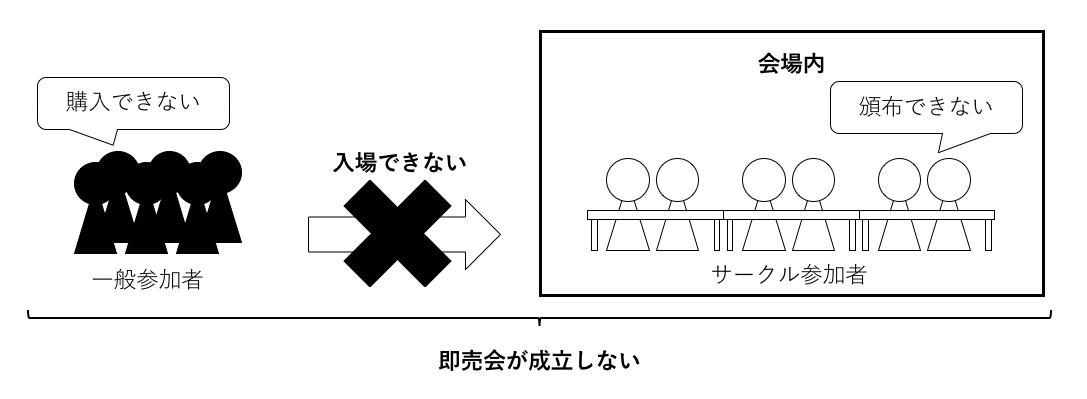 会場内
購入できない
頒布できない
入場できない
一般参加者
サークル参加者
即売会が成立しない